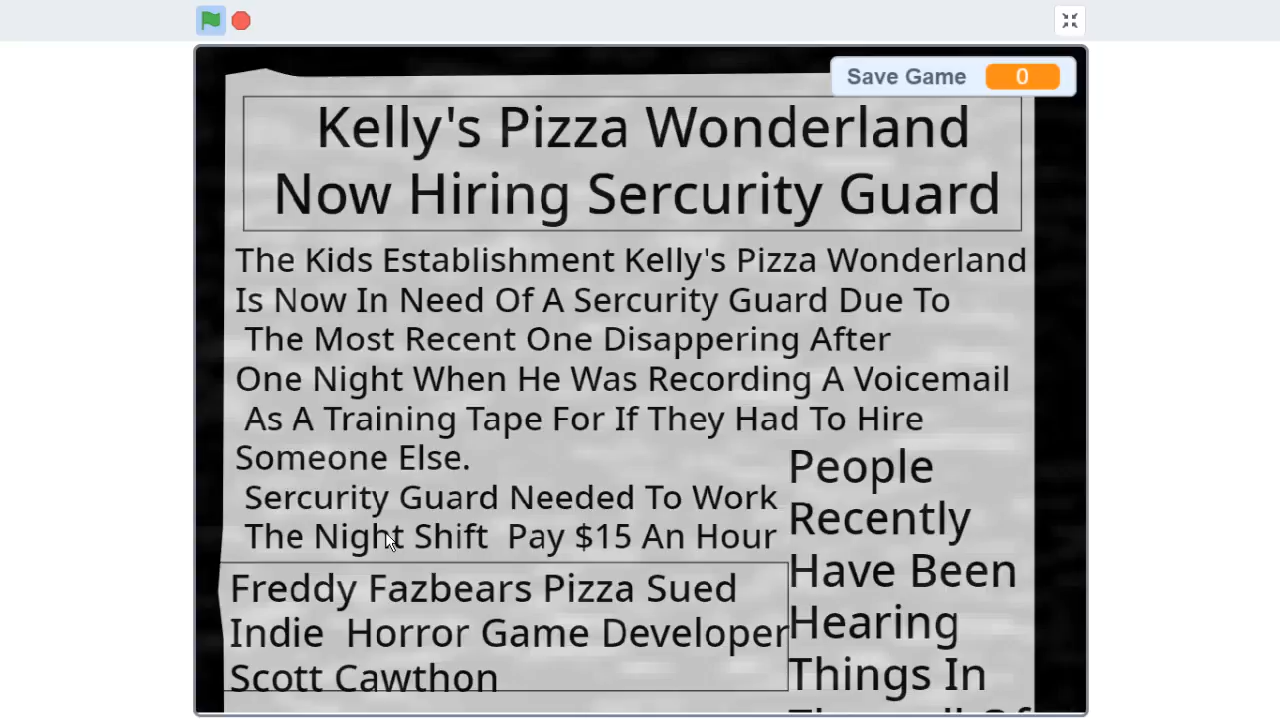 Save Game 0
Kelly's Pizza Wonderland
Now Hiring Sercurity Guard
The Kids Establishment Kelly's Pizza Wonderland
Is Now In Need Of A Sercurity Guard Due To
The Most Recent One Disappering After
One Night When He Was Recording A Voicemail
As A Training Tape For If They Had To Hire
Someone Else.
Sercurity Guard Needed To Work
The Night Shift  Pay $15 An Hour
Freddy Fazbears Pizza Sued
Indie  Horror Game Developer
Scott Cawthon
People
Recently
Have Been
Hearing
Things In